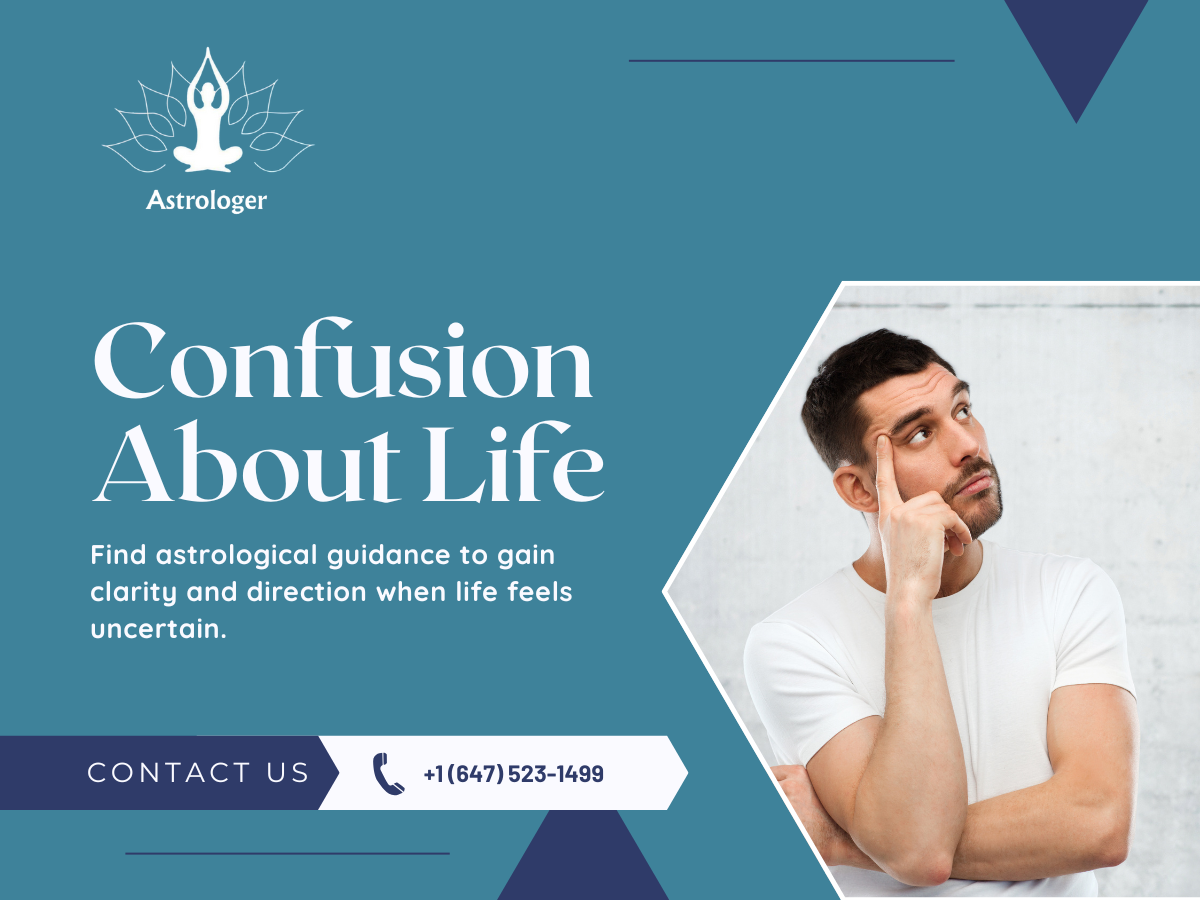 Astrologer
Confusion
About Life
Find astrological guidance to gain
clarity and direction when life feels
uncertain.
CONTACT US
+1 (647) 523-1499